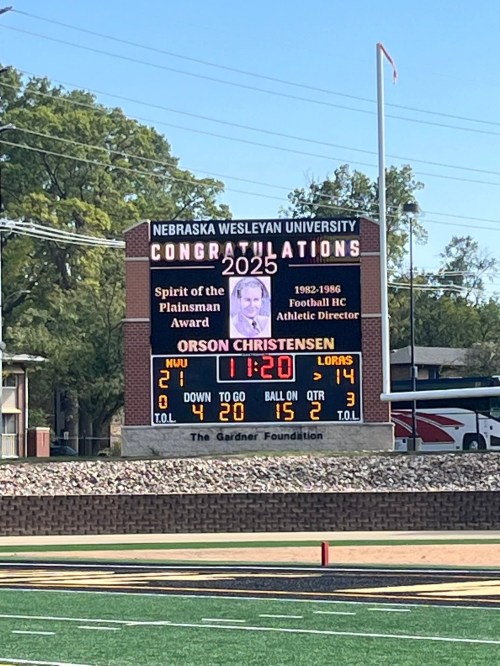 NEBRASKA WESLEYAN UNIVERSITY
CONGRATULATIONS
2025
Spirit of the
Plainsman
Award
1982-1986
Football HC
Athletic Director
ORSON CHRISTENSEN
NWU 11:20 LORAS
21 > 14
0 DOWN TO GO BALL ON QTR 3
T.O.L. 4 20 15 2 T.O.L.
The Gardner Foundation